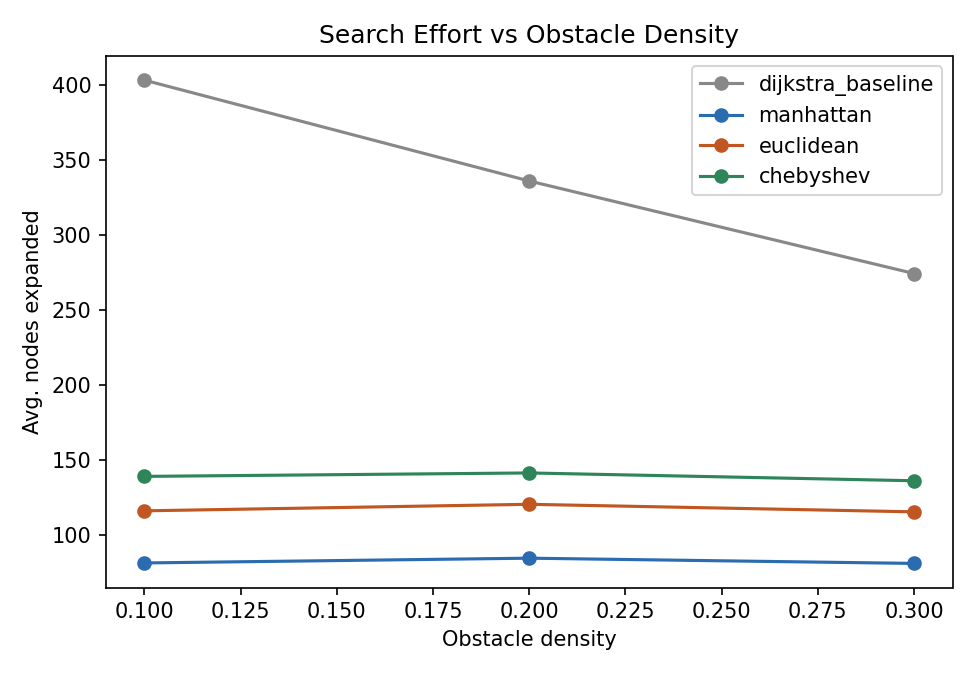 Search Effort vs Obstacle Density
dijkstra_baseline
manhattan
euclidean
chebyshev
Avg. nodes expanded
400
350
300
250
200
150
100
0.100 0.125 0.150 0.175 0.200 0.225 0.250 0.275 0.300
Obstacle density